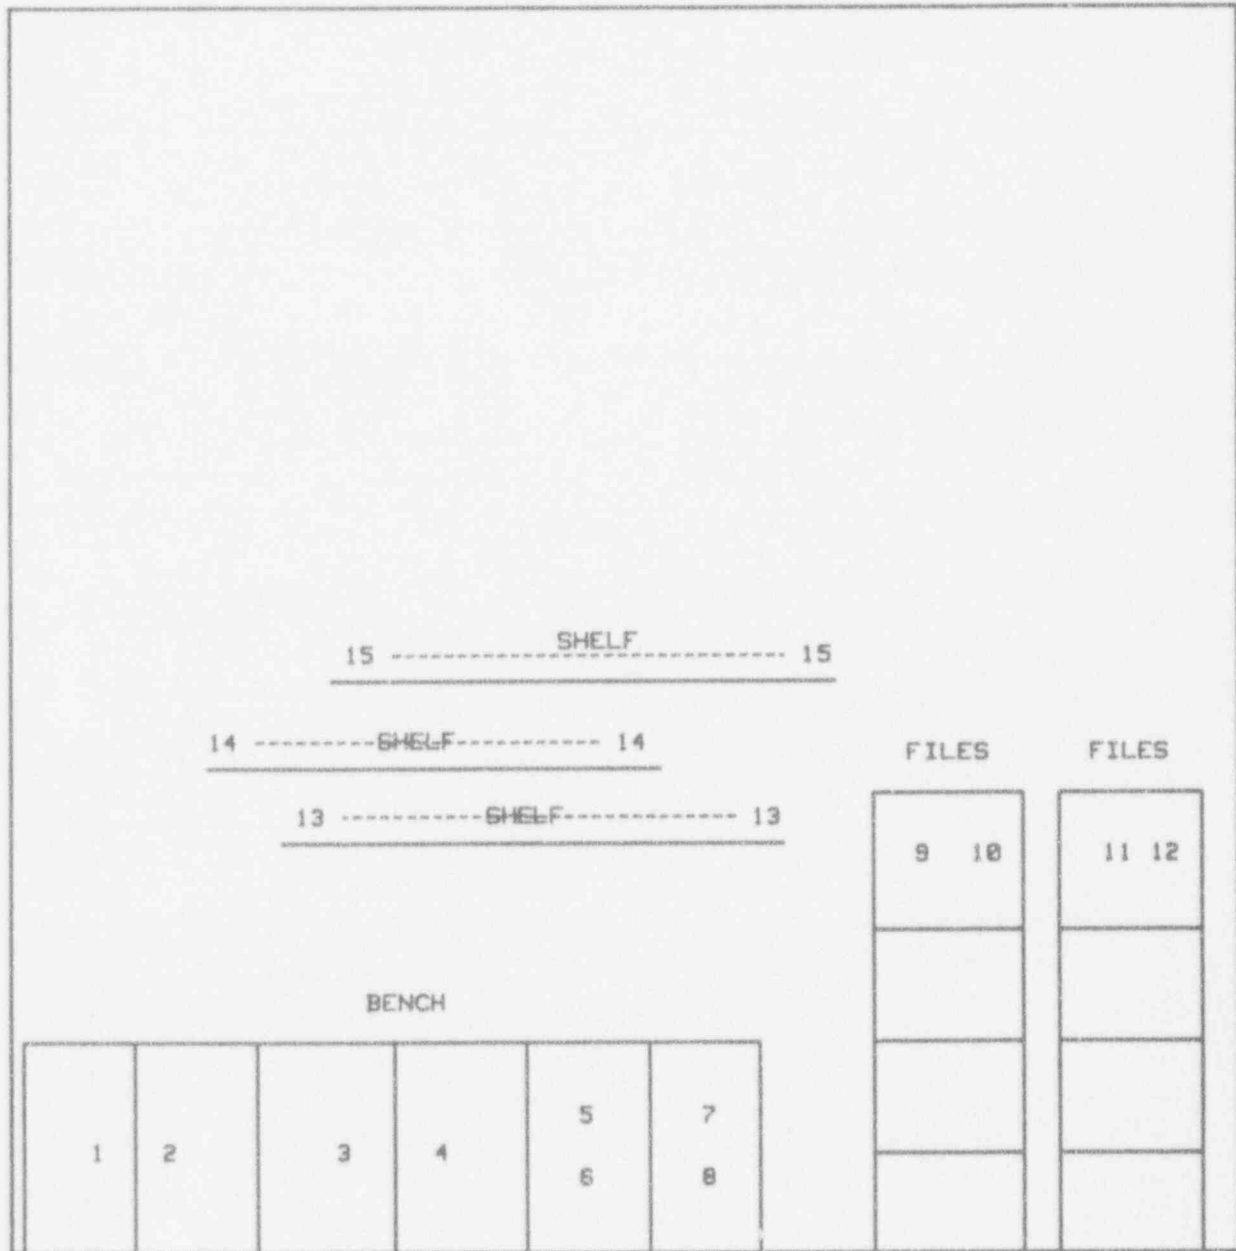 15 ---------- SHELF ---------- 15
14 ---------- SHELF ---------- 14
FILES FILES
13 ---------- SHELF ---------- 13
9 10 11 12
BENCH
5 7
1 2 3 4
6 8